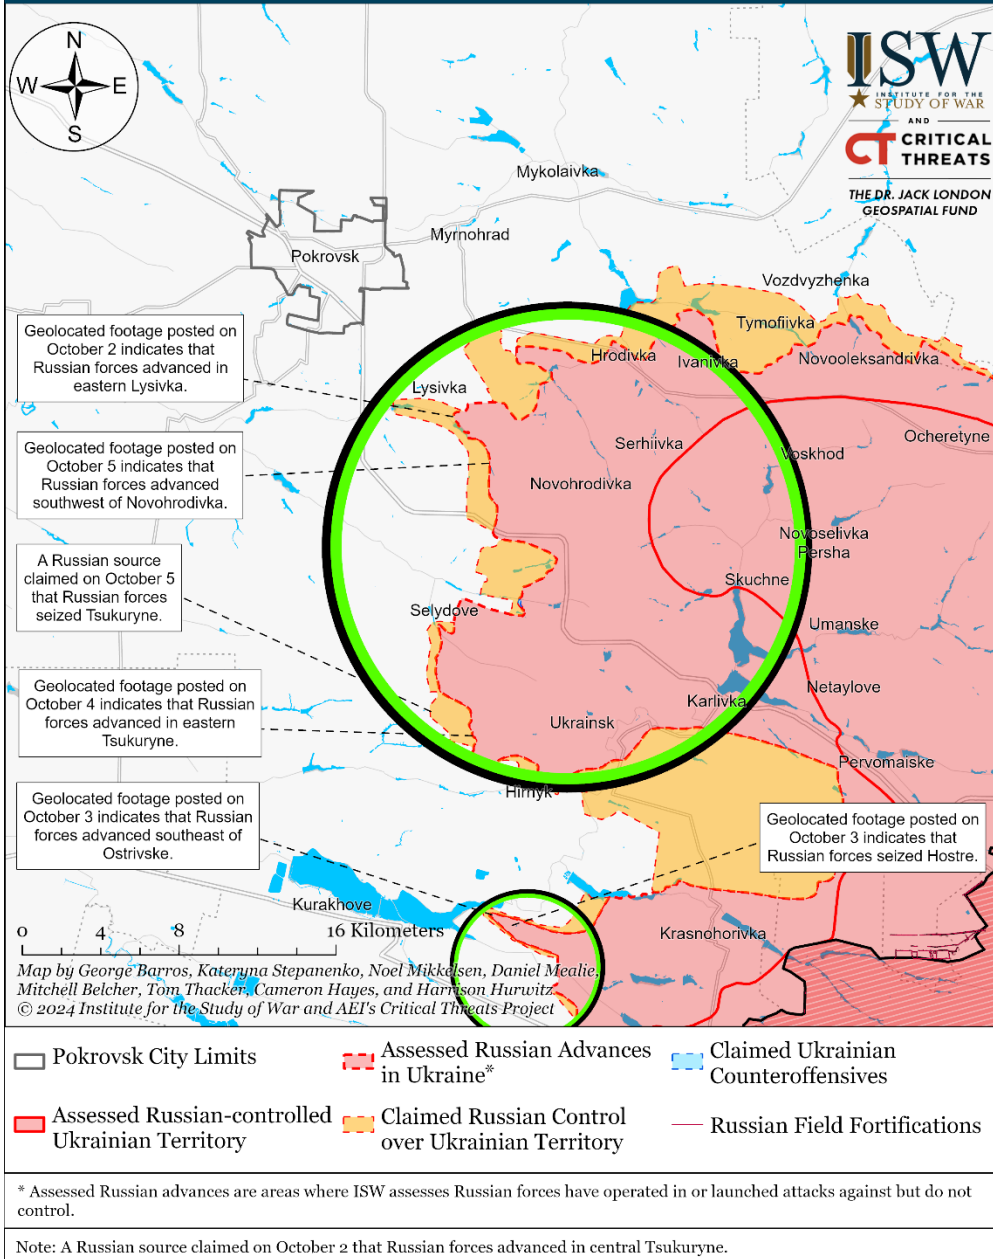 N
W
E
S
ISW
INSTITUTE FOR THE
STUDY OF WAR
AND
CT CRITICAL
THREATS
THE DR. JACK LONDON
GEOSPATIAL FUND
Mykolaivka
Myrnohrad
Pokrovsk
Vozdvyzhenka
Tymofiivka
Hrodivka
Ivanivka
Novooleksandrivka
Lysivka
Serhiivka
Ocheretyne
Voskhod
Novohrodivka
Novoselivka
Persha
Skuchne
Selydove
Umanske
Netaylove
Karlivka
Ukrainsk
Pervomaiske
Hirnyk
Kurakhove
Krasnohorivka
Geolocated footage posted on
October 2 indicates that
Russian forces advanced in
eastern Lysivka.
Geolocated footage posted on
October 5 indicates that
Russian forces advanced
southwest of Novohrodivka.
A Russian source
claimed on October 5
that Russian forces
seized Tsukuryne.
Geolocated footage posted on
October 4 indicates that Russian
forces advanced in eastern
Tsukuryne.
Geolocated footage posted on
October 3 indicates that Russian
forces advanced southeast of
Ostrivske.
Geolocated footage posted on
October 3 indicates that
Russian forces seized Hostre.
0 4 8 16 Kilometers
Map by George Barros, Kateryna Stepanenko, Noel Mikkelsen, Daniel Mealie,
Mitchell Belcher, Tom Thacker, Cameron Hayes, and Harrison Hurwitz
© 2024 Institute for the Study of War and AEI's Critical Threats Project
Pokrovsk City Limits
Assessed Russian-controlled
Ukrainian Territory
Assessed Russian Advances
in Ukraine*
Claimed Russian Control
over Ukrainian Territory
Claimed Ukrainian
Counteroffensives
Russian Field Fortifications
* Assessed Russian advances are areas where ISW assesses Russian forces have operated in or launched attacks against but do not
control.
Note: A Russian source claimed on October 2 that Russian forces advanced in central Tsukuryne.